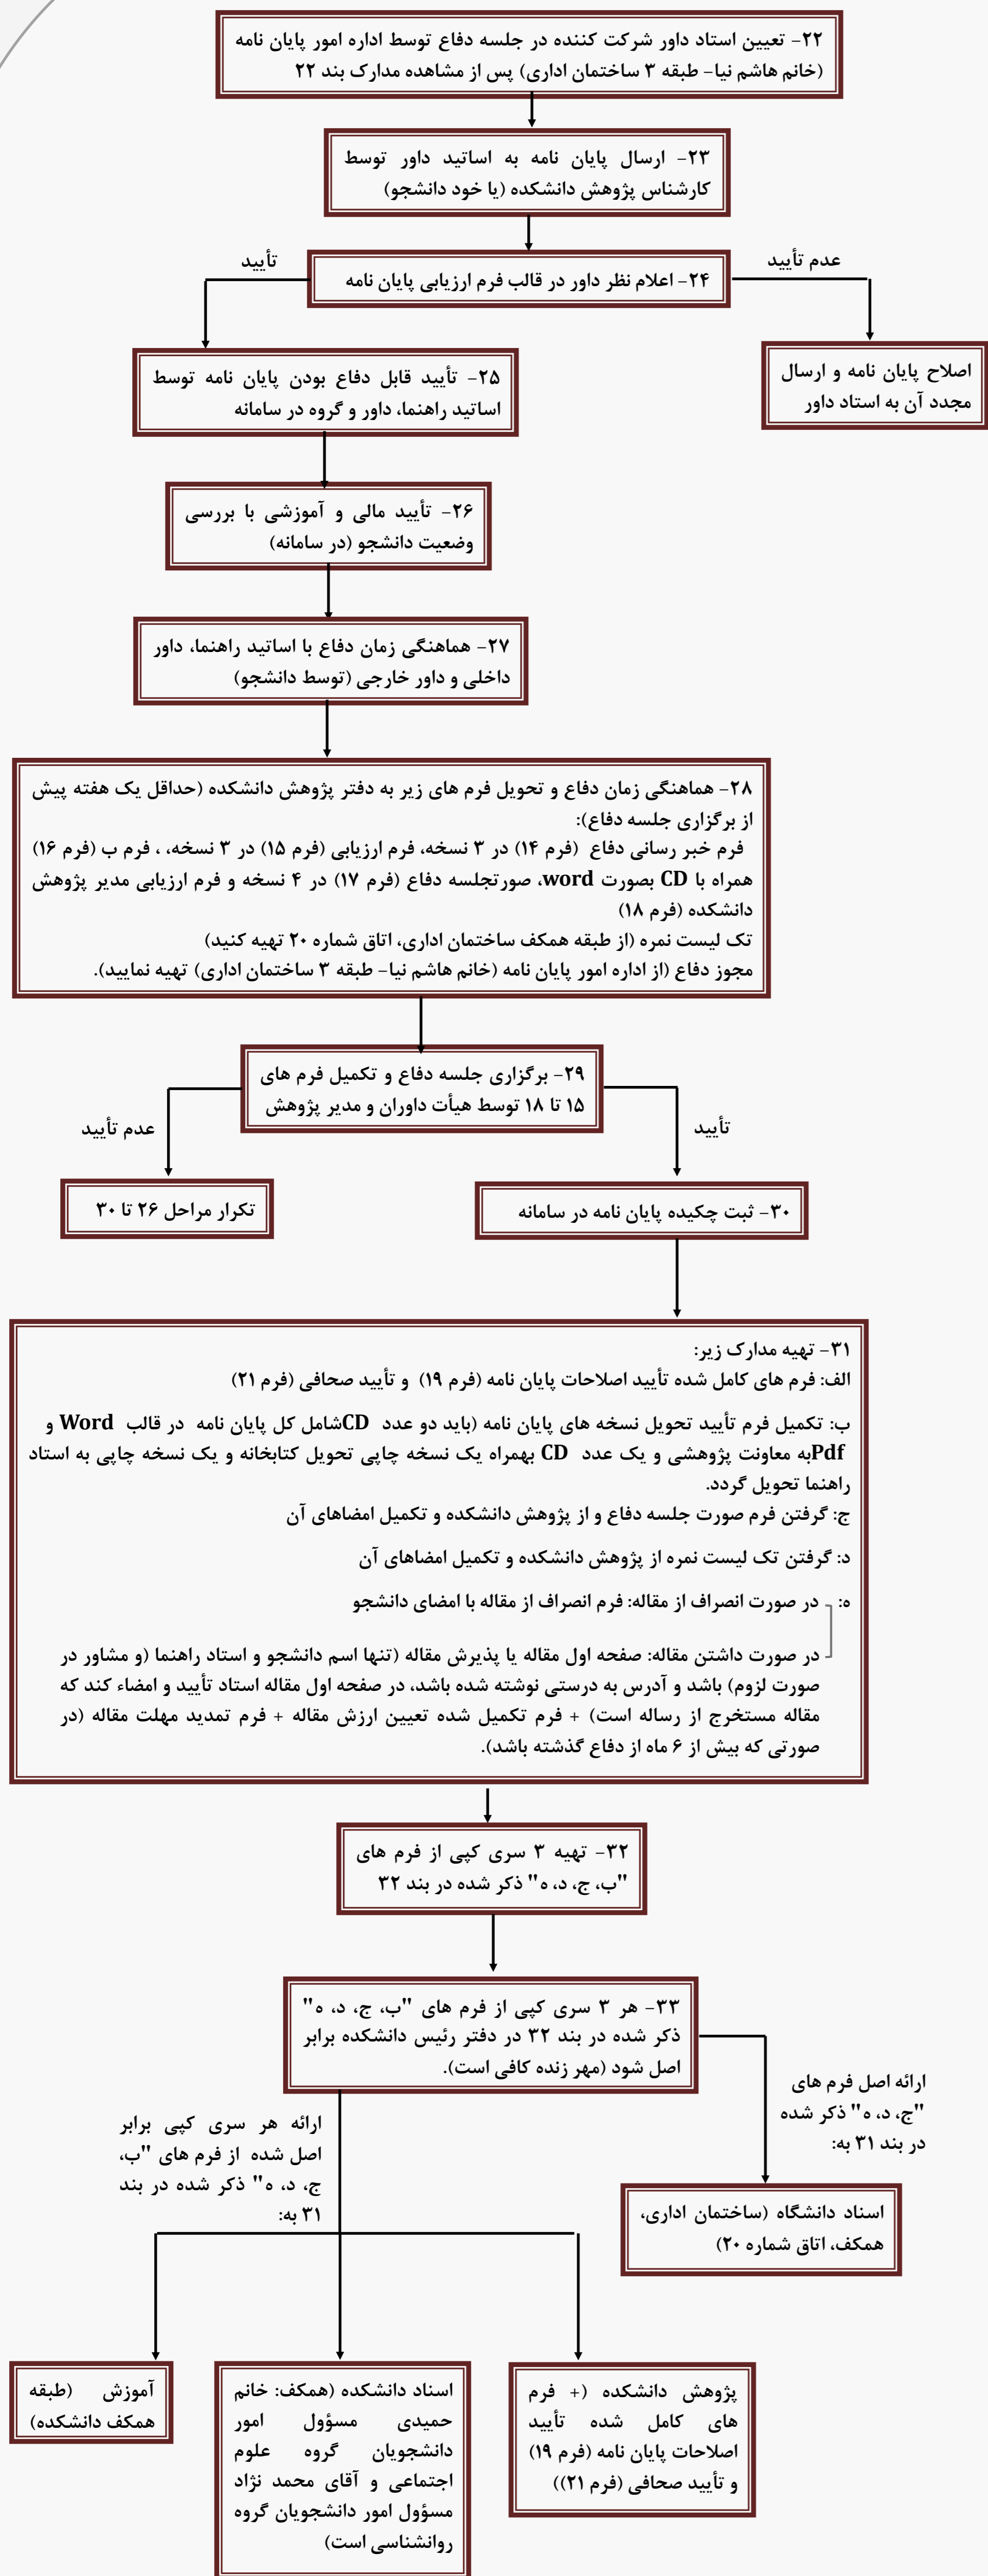 ۲۲- تعیین استاد داور شرکت کننده در جلسه دفاع توسط اداره امور پایان نامه
(خانم هاشم نیا- طبقه ۳ ساختمان اداری) پس از مشاهده مدارک بند ۲۲
۲۳- ارسال پایان نامه به اساتید داور توسط
کارشناس پژوهش دانشکده (یا خود دانشجو)
عدم تأیید
تأیید
۲۴- اعلام نظر داور در قالب فرم ارزیابی پایان نامه
اصلاح پایان نامه و ارسال
مجدد آن به استاد داور
۲۵- تأیید قابل دفاع بودن پایان نامه توسط
اساتید راهنما، داور و گروه در سامانه
۲۶- تأیید مالی و آموزشی با بررسی
وضعیت دانشجو (در سامانه)
۲۷- هماهنگی زمان دفاع با اساتید راهنما، داور
داخلی و داور خارجی (توسط دانشجو)
۲۸- هماهنگی زمان دفاع و تحویل فرم های زیر به دفتر پژوهش دانشکده (حداقل یک هفته پیش
از برگزاری جلسه دفاع):
فرم خبر رسانی دفاع (فرم ۱۴) در ۳ نسخه، فرم ارزیابی (فرم ۱۵) در ۳ نسخه، ، فرم ب (فرم ۱۶)
همراه با CD بصورت word، صورتجلسه دفاع (فرم ۱۷) در ۴ نسخه و فرم ارزیابی مدیر پژوهش
دانشکده (فرم ۱۸)
تک لیست نمره (از طبقه همکف ساختمان اداری، اتاق شماره ۲۰ تهیه کنید)
مجوز دفاع (از اداره امور پایان نامه (خانم هاشم نیا- طبقه ۳ ساختمان اداری) تهیه نمایید).
۲۹- برگزاری جلسه دفاع و تکمیل فرم های
۱۵ تا ۱۸ توسط هیأت داوران و مدیر پژوهش
تأیید
عدم تأیید
۳۰- ثبت چکیده پایان نامه در سامانه
تکرار مراحل ۲۶ تا ۳۰
۳۱- تهیه مدارک زیر:
الف: فرم های کامل شده تأیید اصلاحات پایان نامه (فرم ۱۹) و تأیید صحافی (فرم ۲۱)
ب: تکمیل فرم تأیید تحویل نسخه های پایان نامه (باید دو عدد CDشامل کل پایان نامه در قالب Word و
Pdfبه معاونت پژوهشی و یک عدد CD بهمراه یک نسخه چاپی تحویل کتابخانه و یک نسخه چاپی به استاد
راهنما تحویل گردد.
ج: گرفتن فرم صورت جلسه دفاع و از پژوهش دانشکده و تکمیل امضاهای آن
د: گرفتن تک لیست نمره از پژوهش دانشکده و تکمیل امضاهای آن
ه: در صورت انصراف از مقاله: فرم انصراف از مقاله با امضای دانشجو
در صورت داشتن مقاله: صفحه اول مقاله یا پذیرش مقاله (تنها اسم دانشجو و استاد راهنما (و مشاور در
صورت لزوم) باشد و آدرس به درستی نوشته شده باشد، در صفحه اول مقاله استاد تأیید و امضاء کند که
مقاله مستخرج از رساله است) + فرم تکمیل شده تعیین ارزش مقاله + فرم تمدید مهلت مقاله (در
صورتی که بیش از ۶ ماه از دفاع گذشته باشد).
۳۲- تهیه ۳ سری کپی از فرم های
"ب، ج، د، ه" ذکر شده در بند ۳۲
۳۳- هر ۳ سری کپی از فرم های "ب، ج، د، ه"
ذکر شده در بند ۳۲ در دفتر رئیس دانشکده برابر
اصل شود (مهر زنده کافی است).
ارائه اصل فرم های
"ج، د، ه" ذکر شده
در بند ۳۱ به:
ارائه هر سری کپی برابر
اصل شده از فرم های "ب،
ج، د، ه" ذکر شده در بند
۳۱ به:
اسناد دانشگاه (ساختمان اداری،
همکف، اتاق شماره ۲۰)
پژوهش دانشکده (+ فرم
های کامل شده تأیید
اصلاحات پایان نامه (فرم ۱۹)
و تأیید صحافی (فرم ۲۱))
اسناد دانشکده (همکف: خانم
حمیدی مسؤول امور
دانشجویان گروه علوم
اجتماعی و آقای محمد نژاد
مسؤول امور دانشجویان گروه
روانشناسی است)
آموزش (طبقه
همکف دانشکده)